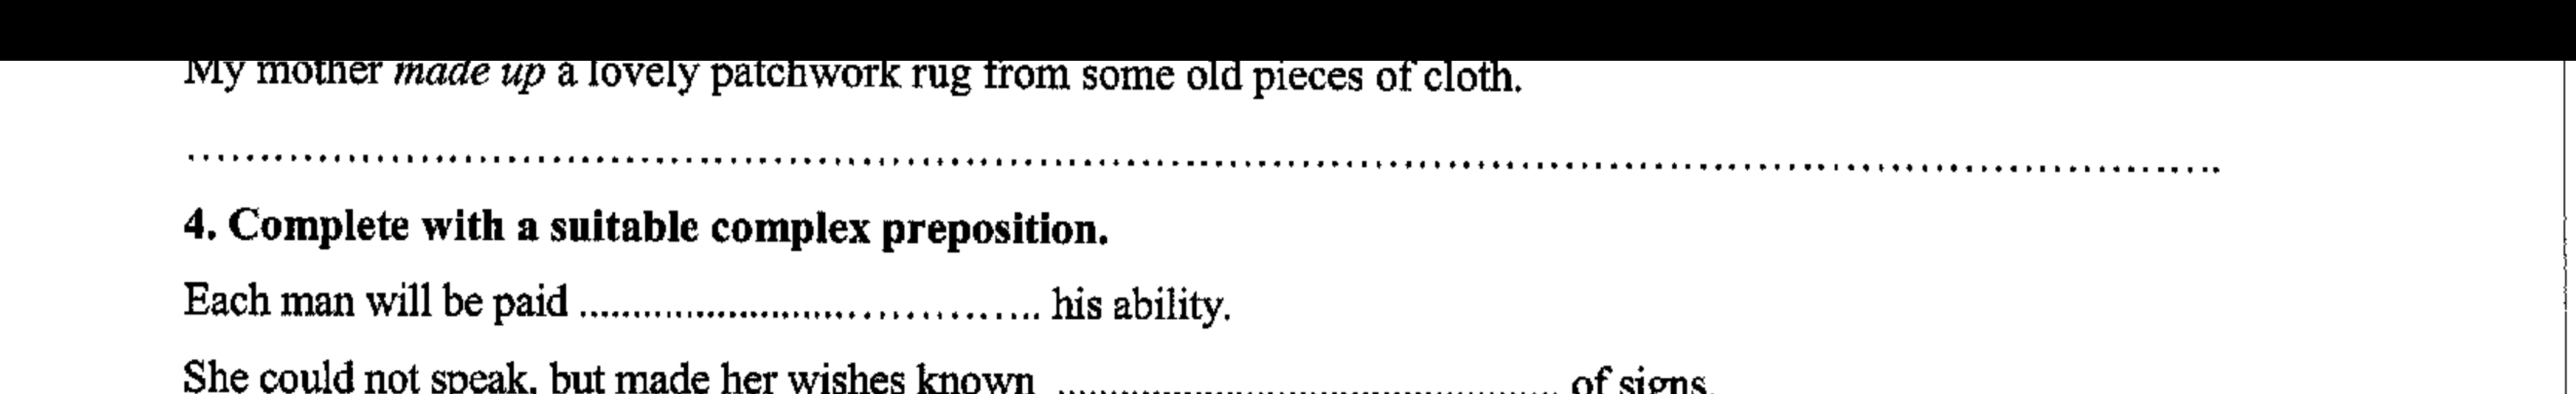 My mother made up a lovely patchwork rug from some old pieces of cloth.
........................................................................................................................
4. Complete with a suitable complex preposition.
Each man will be paid ........................................ his ability.
She could not speak, but made her wishes known ........................................ of signs.